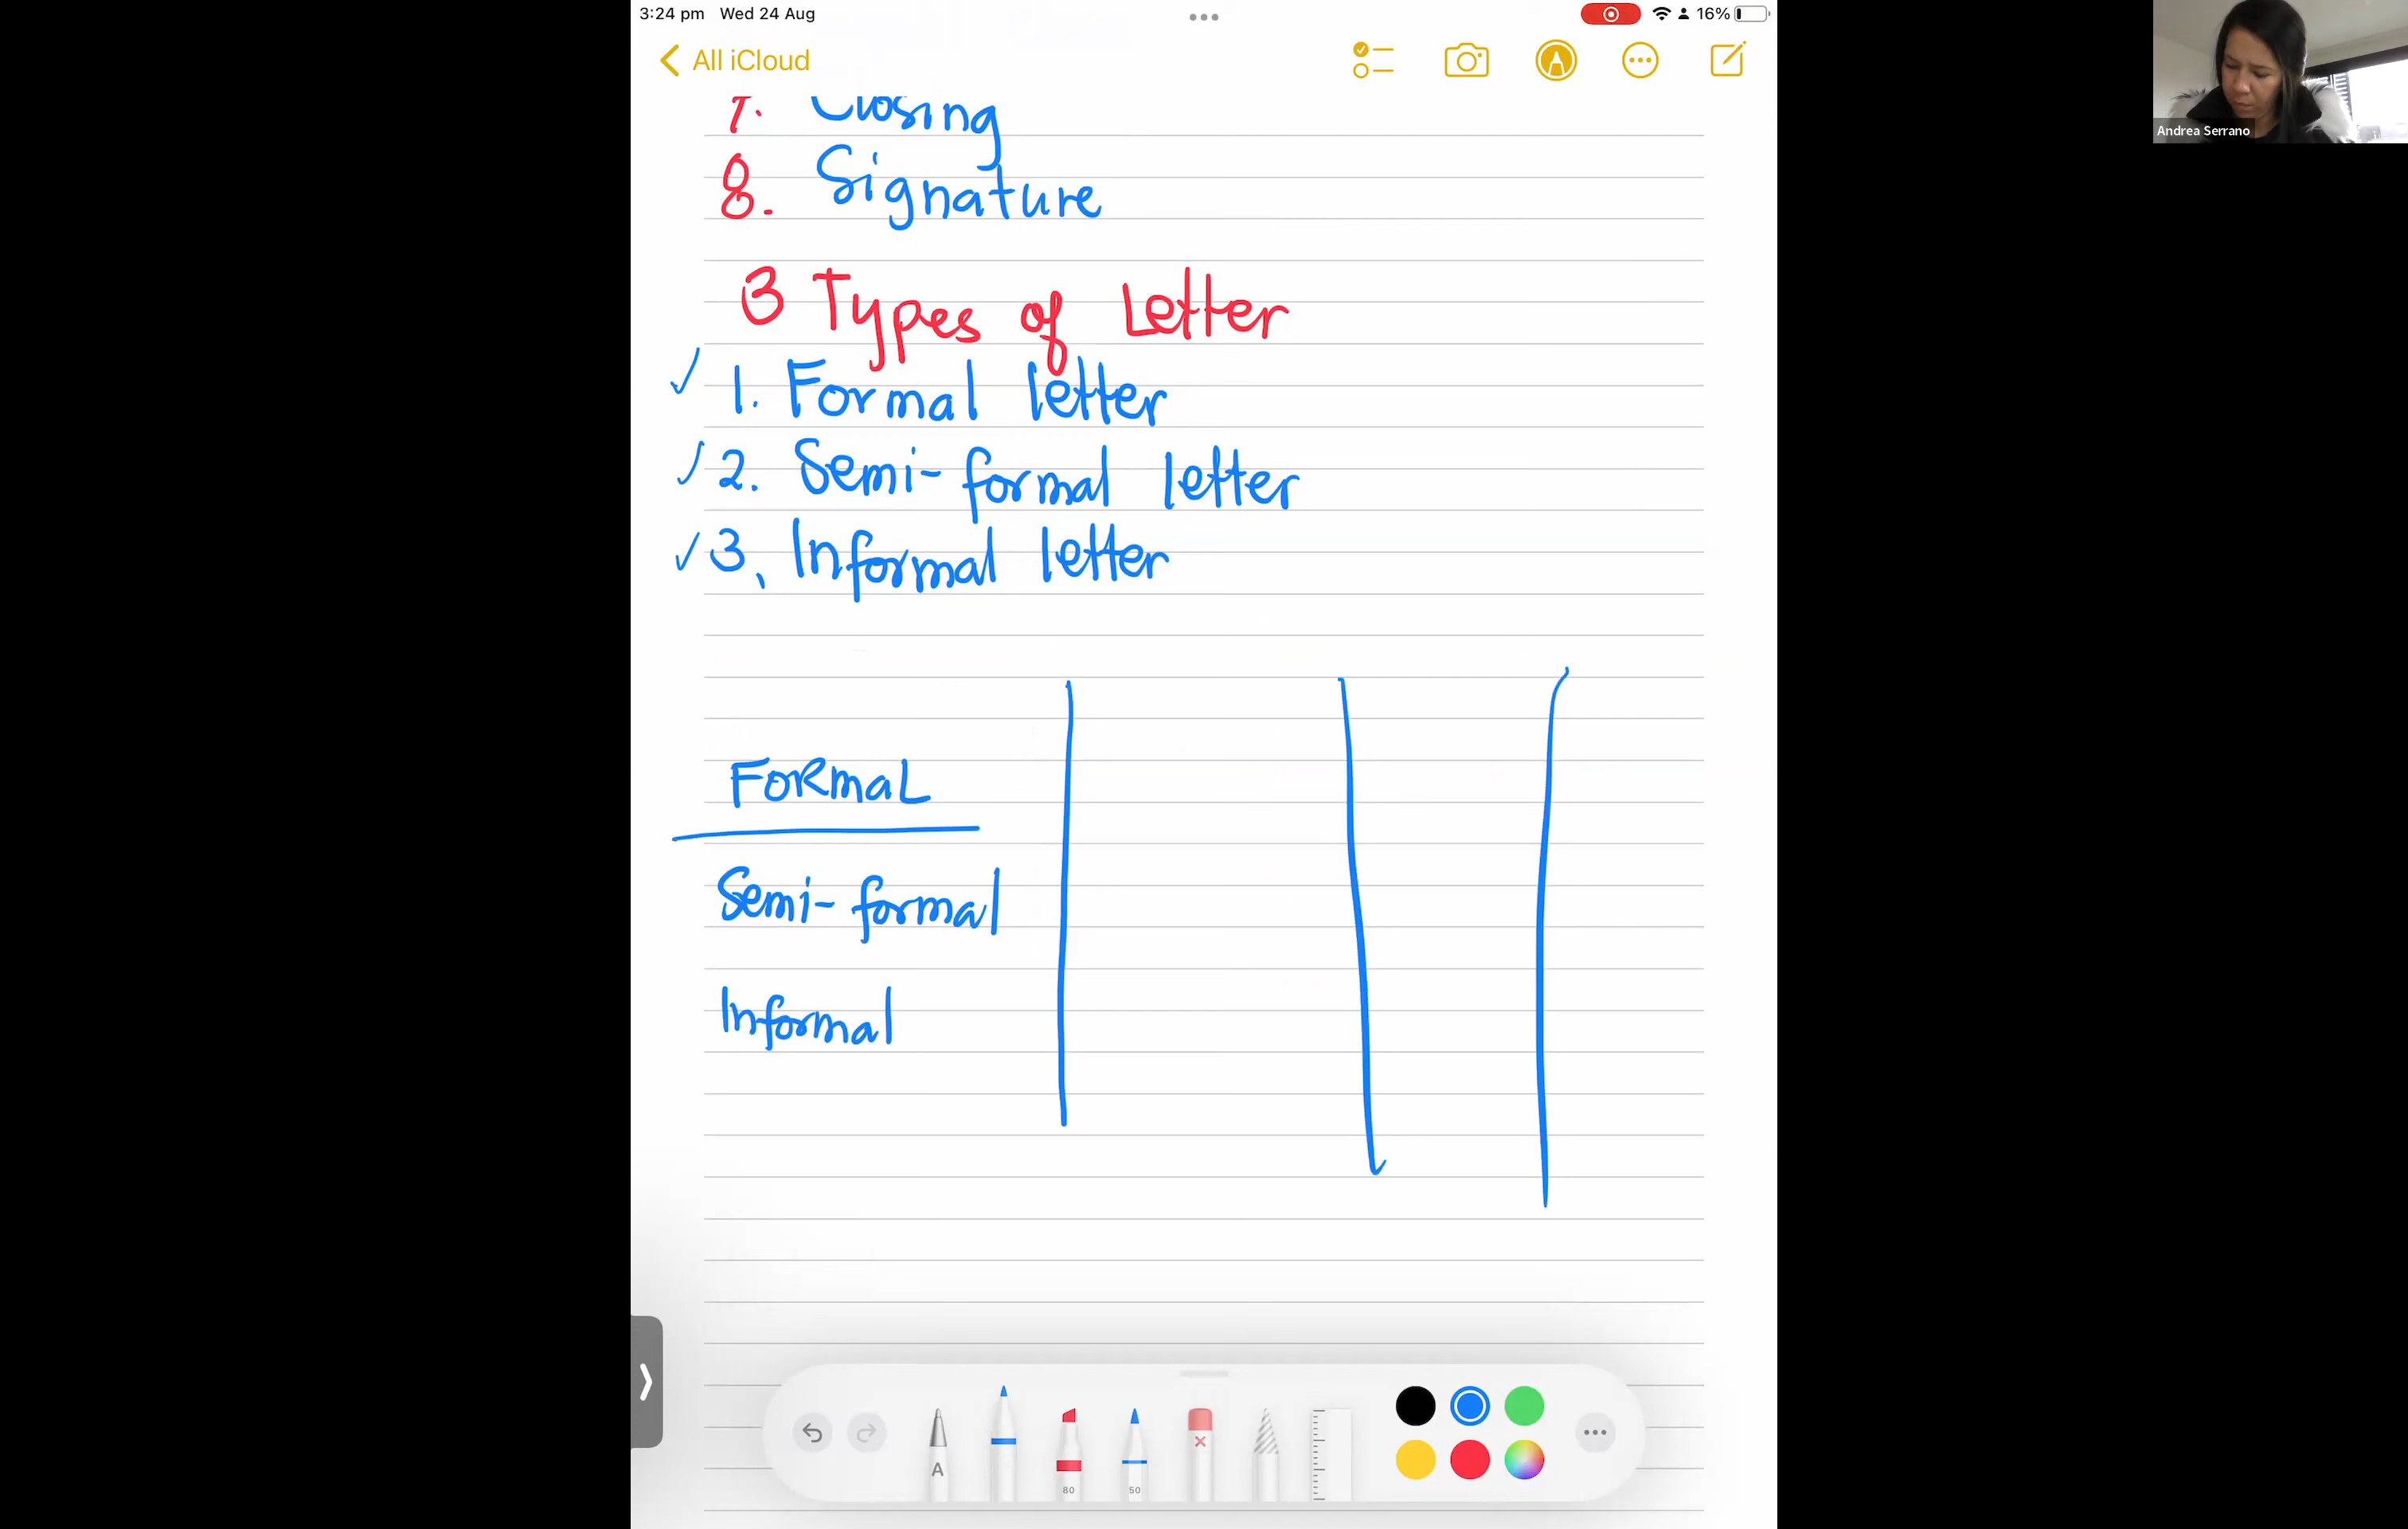 3:24 pm Wed 24 Aug
16%
All iCloud
Andrea Serrano
7. Closing
8. Signature
3 Types of Letter
✓ 1. Formal letter
✓ 2. Semi-formal letter
✓ 3. Informal letter
FoRmaL
Semi-formal
Informal
A
80
50